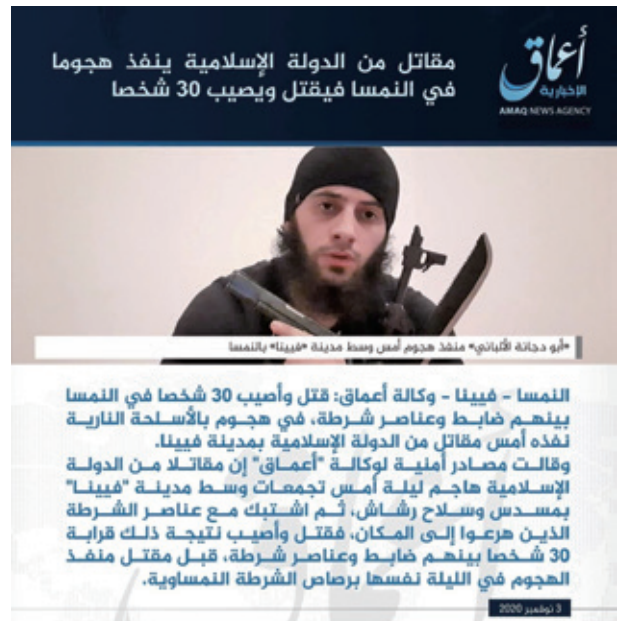 مقاتل من الدولة الإسلامية ينفذ هجوما
في النمسا فيقتل ويصيب 30 شخصا
أعماق
الإخبارية
AMAQ NEWS AGENCY
«أبو دجانة الألباني» منفذ هجوم أمس وسط مدينة «فيينا» بالنمسا
النمسا - فيينا - وكالة أعماق: قتل وأصيب 30 شخصا في النمسا
بينهم ضابط وعناصر شرطة، في هجوم بالأسلحة النارية
نفذه أمس مقاتل من الدولة الإسلامية بمدينة فيينا.
وقالت مصادر أمنية لوكالة "أعماق" إن مقاتلا من الدولة
الإسلامية هاجم ليلة أمس تجمعات وسط مدينة "فيينا"
بمسدس وسلاح رشاش، ثم اشتبك مع عناصر الشرطة
الذين هرعوا إلى المكان، فقتل وأصيب نتيجة ذلك قرابة
30 شخصا بينهم ضابط وعناصر شرطة، قبل مقتل منفذ
الهجوم في الليلة نفسها برصاص الشرطة النمساوية.
3 نوفمبر 2020